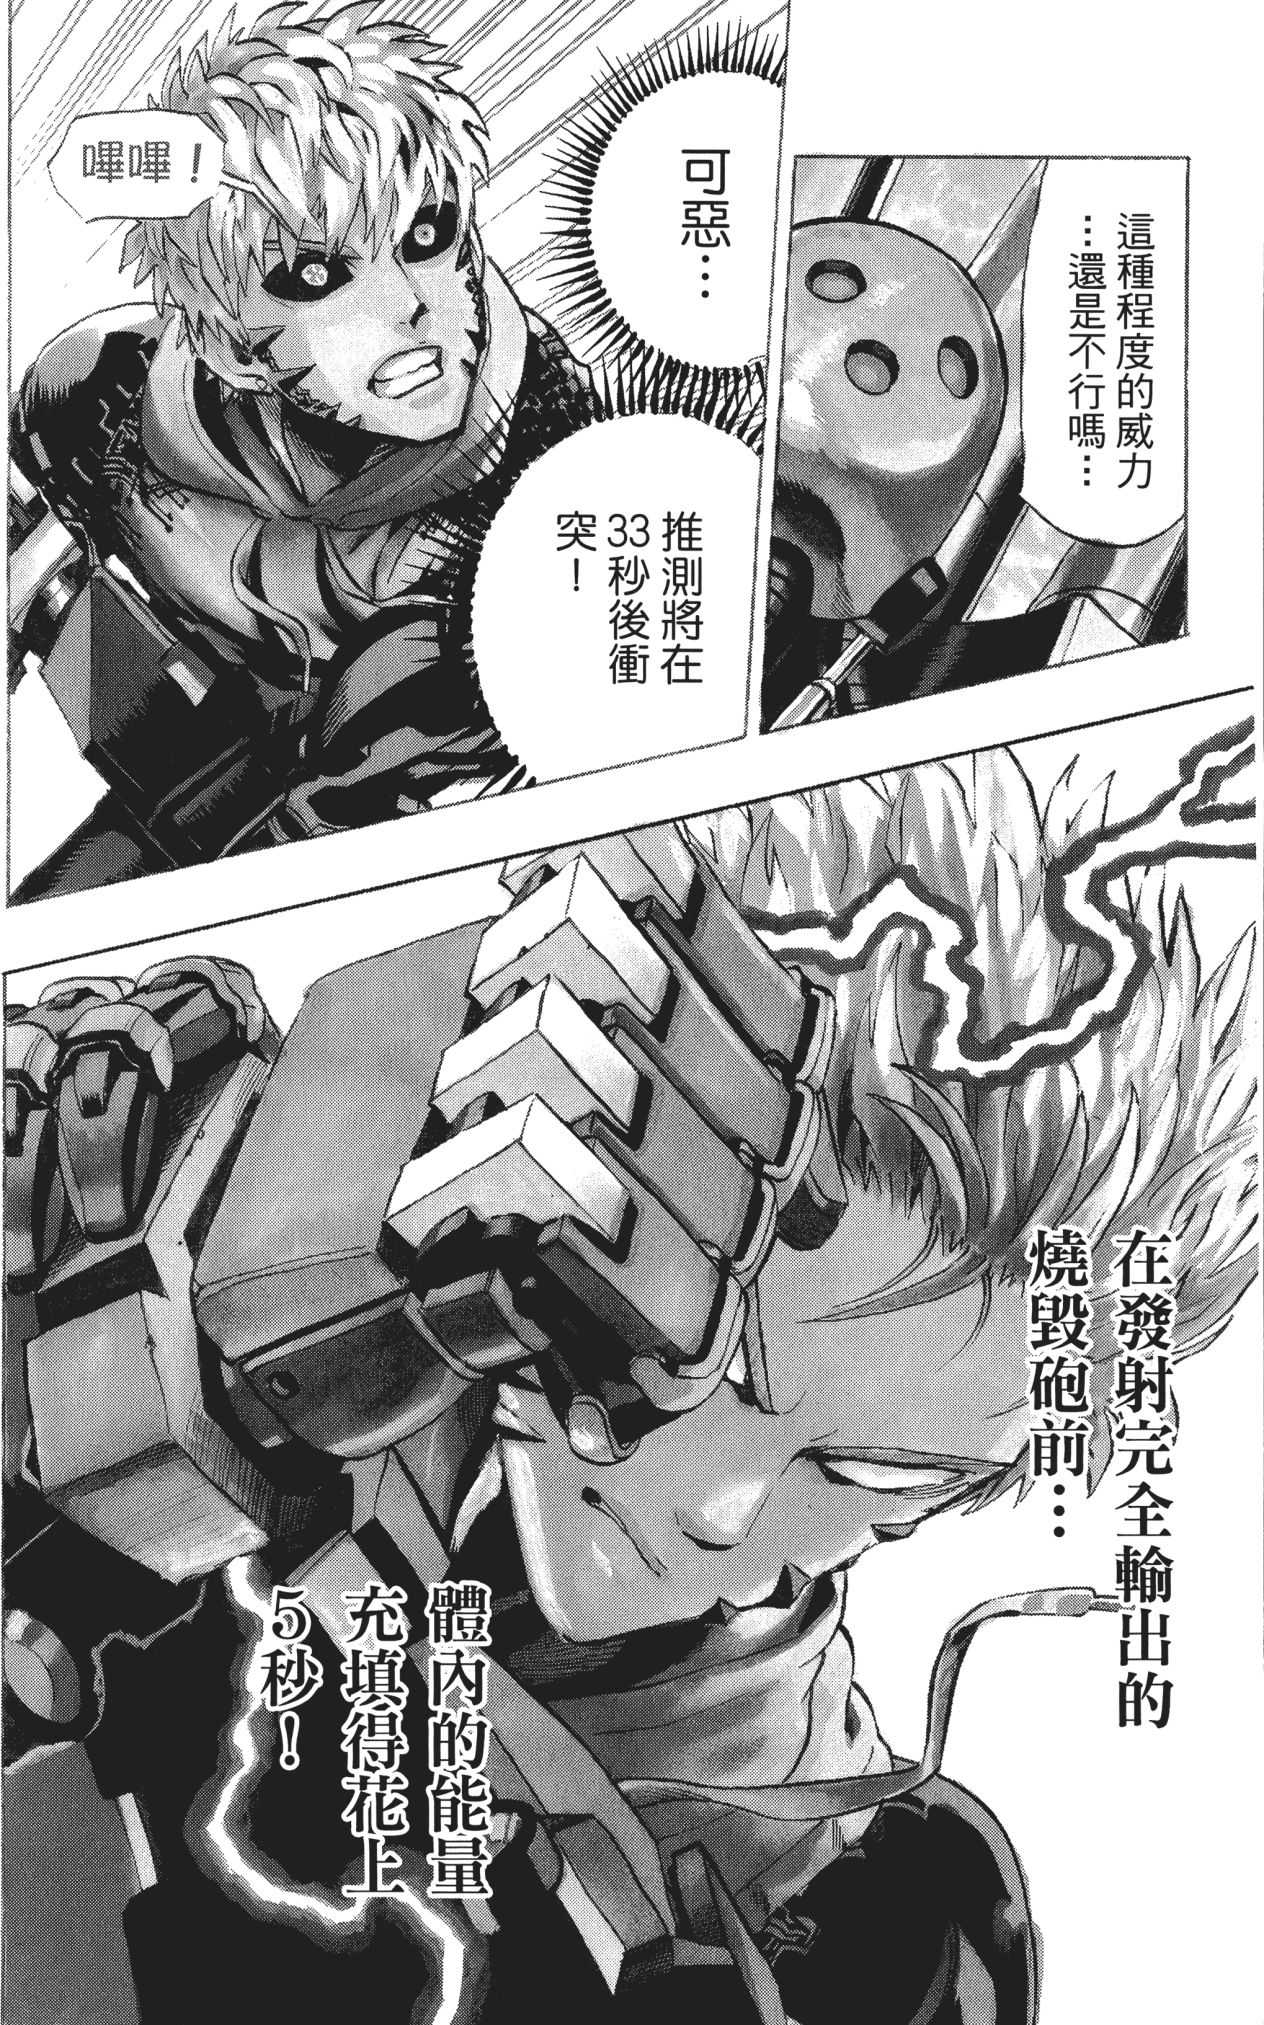 這種程度的威力
…還是不行嗎…
可惡…
嗶嗶！
推測將在
33秒後衝
突！
在發射完全輸出的
燒毀砲前…
體內的能量
充填得花上
5秒！